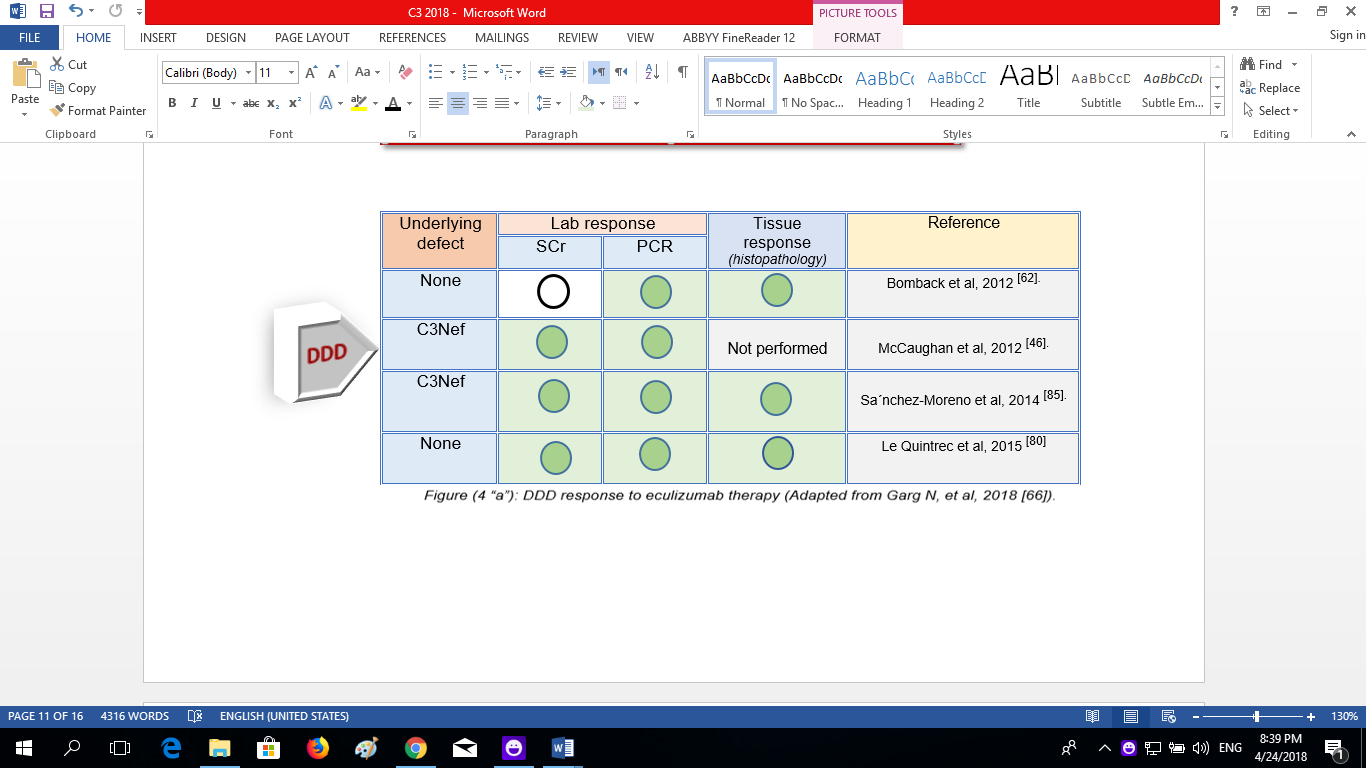 C3 2018 - Microsoft Word
PICTURE TOOLS
Sign in
FILE HOME INSERT DESIGN PAGE LAYOUT REFERENCES MAILINGS REVIEW VIEW ABBYY FineReader 12 FORMAT
Paste
Cut
Copy
Format Painter
Clipboard
Calibri (Body) 11
Font
Paragraph
AaBbCcDc AaBbCcDc AaBbCc AaBbCcD AaBl AaBbCcD AaBbCcDc
¶ Normal ¶ No Spac... Heading 1 Heading 2 Title Subtitle Subtle Em...
Styles
Find
Replace
Select
Editing
Underlying defect
Lab response
SCr PCR
Tissue response
(histopathology)
Reference
DDD
None Bomback et al, 2012 [62].
C3Nef Not performed McCaughan et al, 2012 [46].
C3Nef Sa´nchez-Moreno et al, 2014 [85].
None Le Quintrec et al, 2015 [80]
Figure (4 “a”): DDD response to eculizumab therapy (Adapted from Garg N, et al, 2018 [66]).
PAGE 11 OF 16 4316 WORDS ENGLISH (UNITED STATES) 130%
ENG
8:39 PM
4/24/2018
1